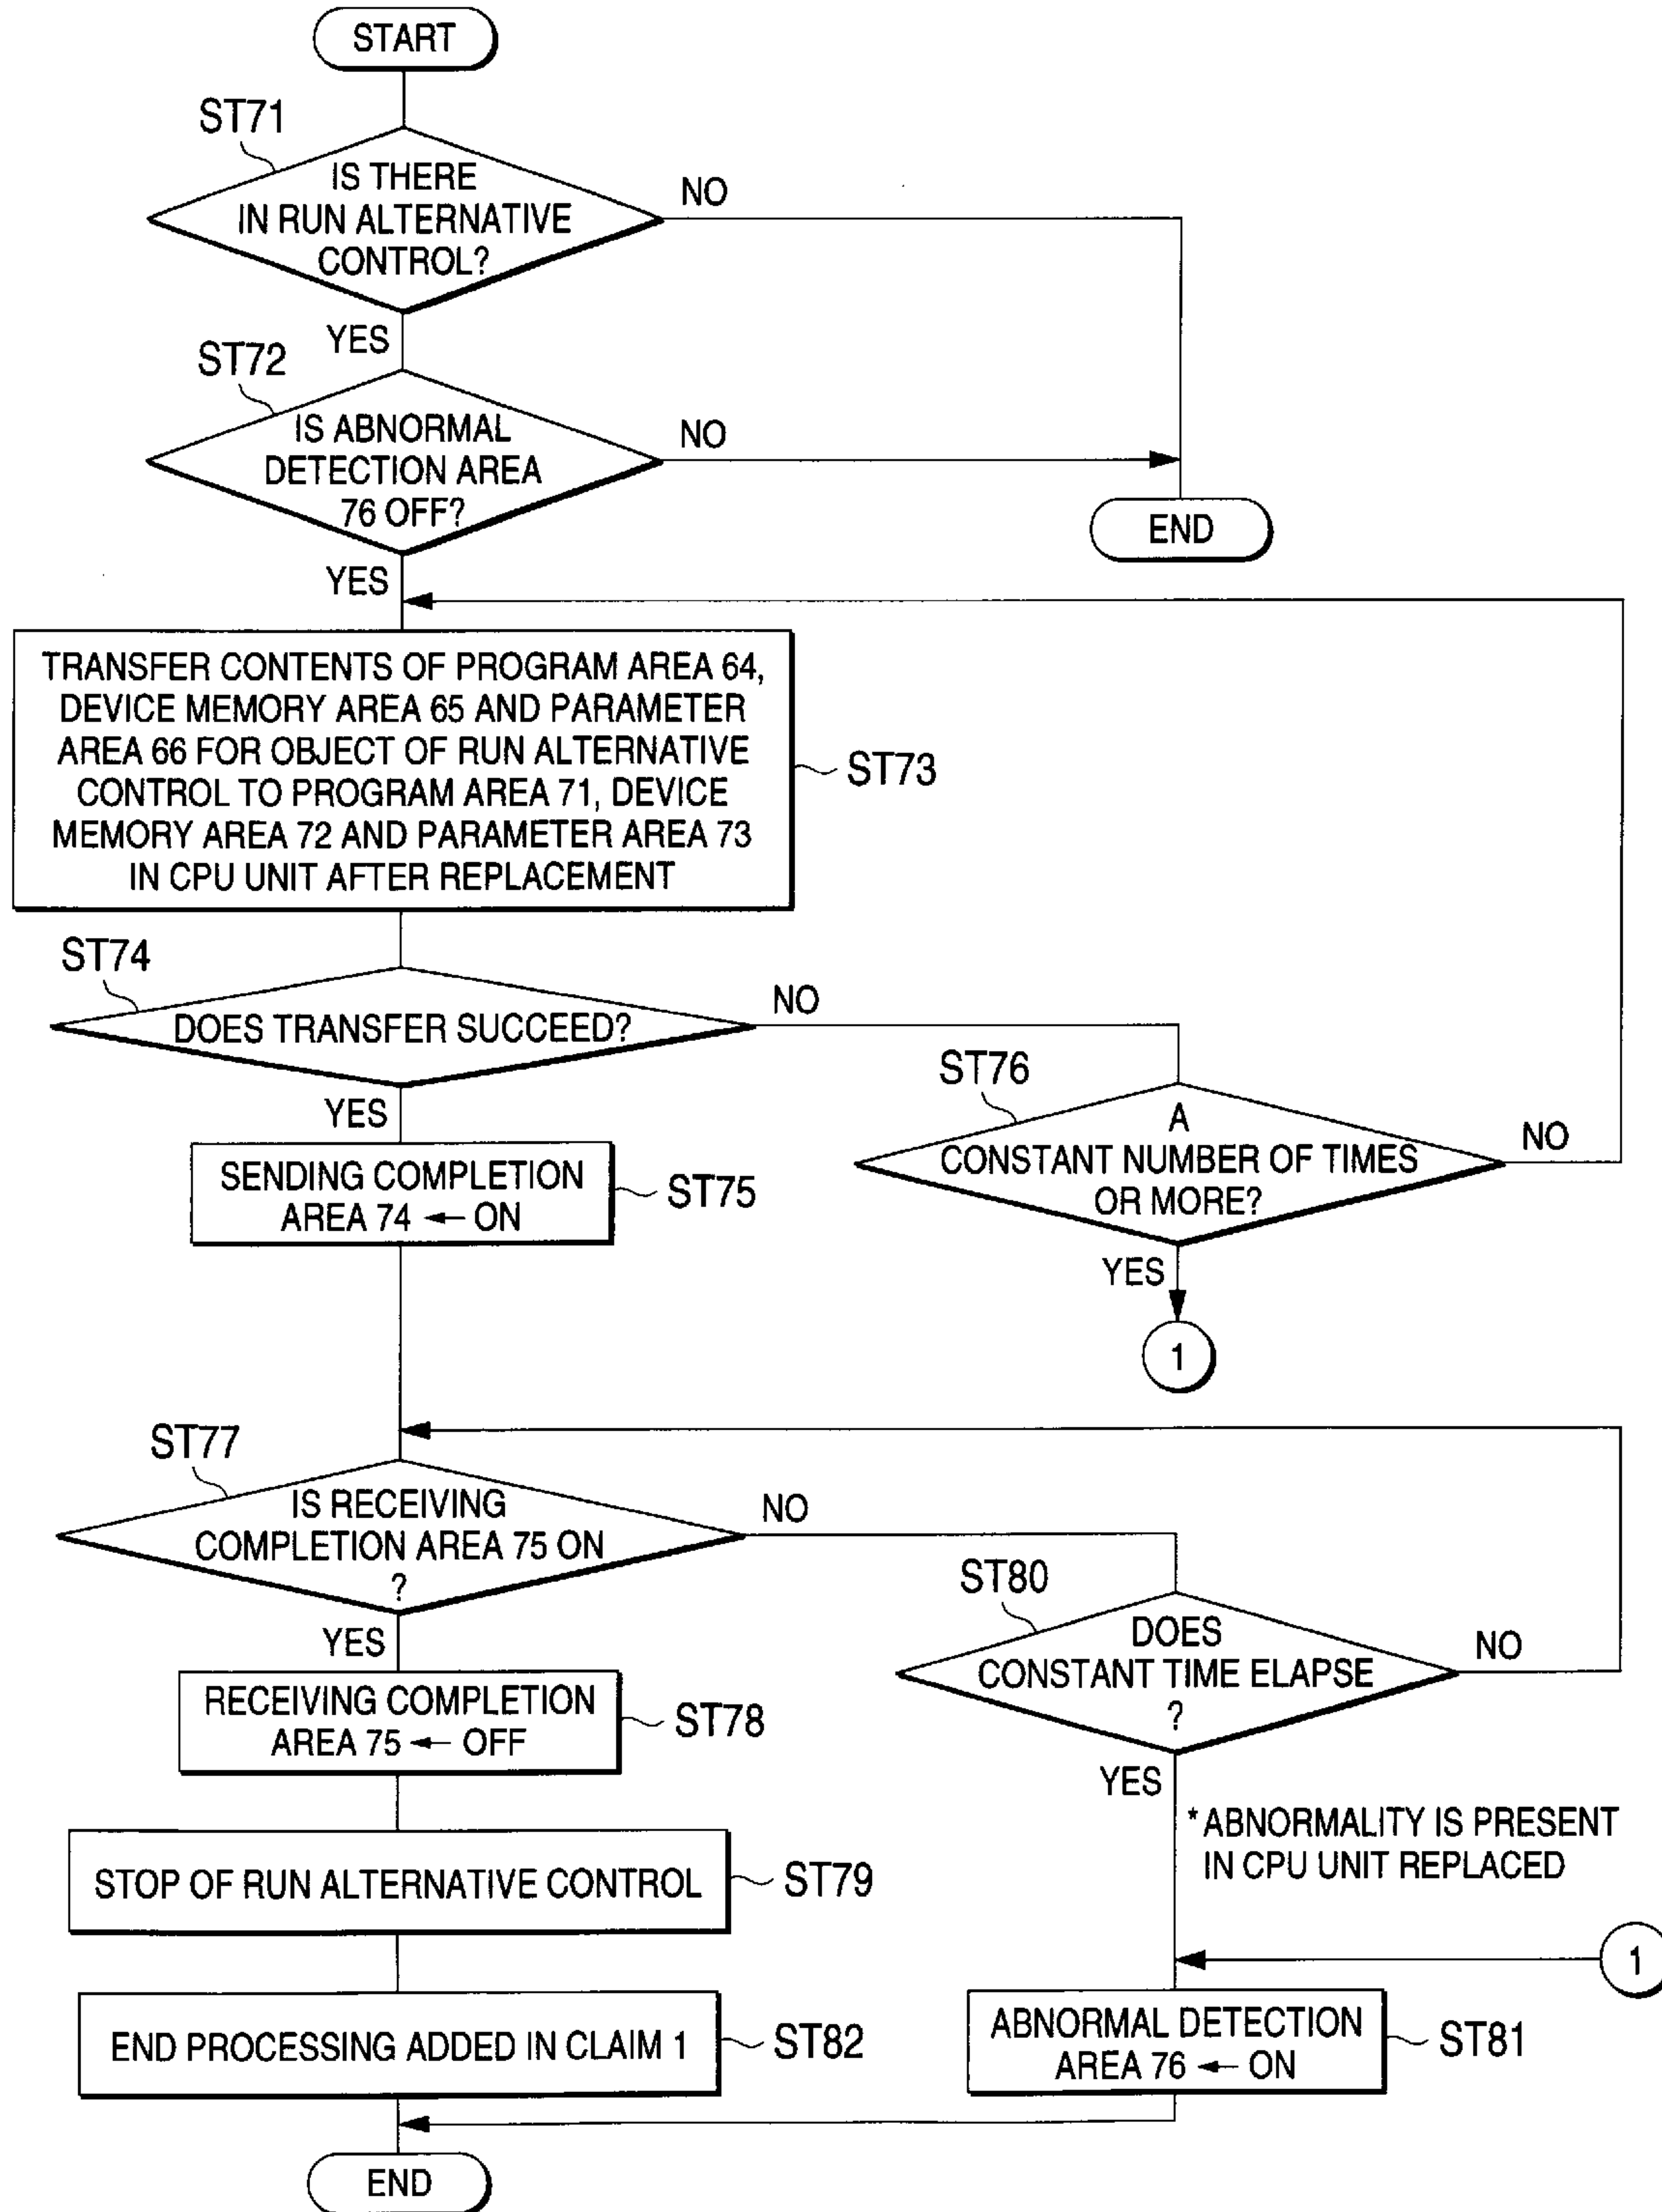 START
ST71
IS THERE
IN RUN ALTERNATIVE
CONTROL?
NO
YES
ST72
IS ABNORMAL
DETECTION AREA
76 OFF?
NO
END
YES
TRANSFER CONTENTS OF PROGRAM AREA 64,
DEVICE MEMORY AREA 65 AND PARAMETER
AREA 66 FOR OBJECT OF RUN ALTERNATIVE
CONTROL TO PROGRAM AREA 71, DEVICE
MEMORY AREA 72 AND PARAMETER AREA 73
IN CPU UNIT AFTER REPLACEMENT
ST73
ST74
DOES TRANSFER SUCCEED?
NO
YES
ST76
A
CONSTANT NUMBER OF TIMES
OR MORE?
NO
YES
1
SENDING COMPLETION
AREA 74 ← ON
ST75
ST77
IS RECEIVING
COMPLETION AREA 75 ON
?
NO
YES
ST80
DOES
CONSTANT TIME ELAPSE
?
NO
YES
RECEIVING COMPLETION
AREA 75 ← OFF
ST78
* ABNORMALITY IS PRESENT
IN CPU UNIT REPLACED
STOP OF RUN ALTERNATIVE CONTROL
ST79
1
END PROCESSING ADDED IN CLAIM 1
ST82
ABNORMAL DETECTION
AREA 76 ← ON
ST81
END